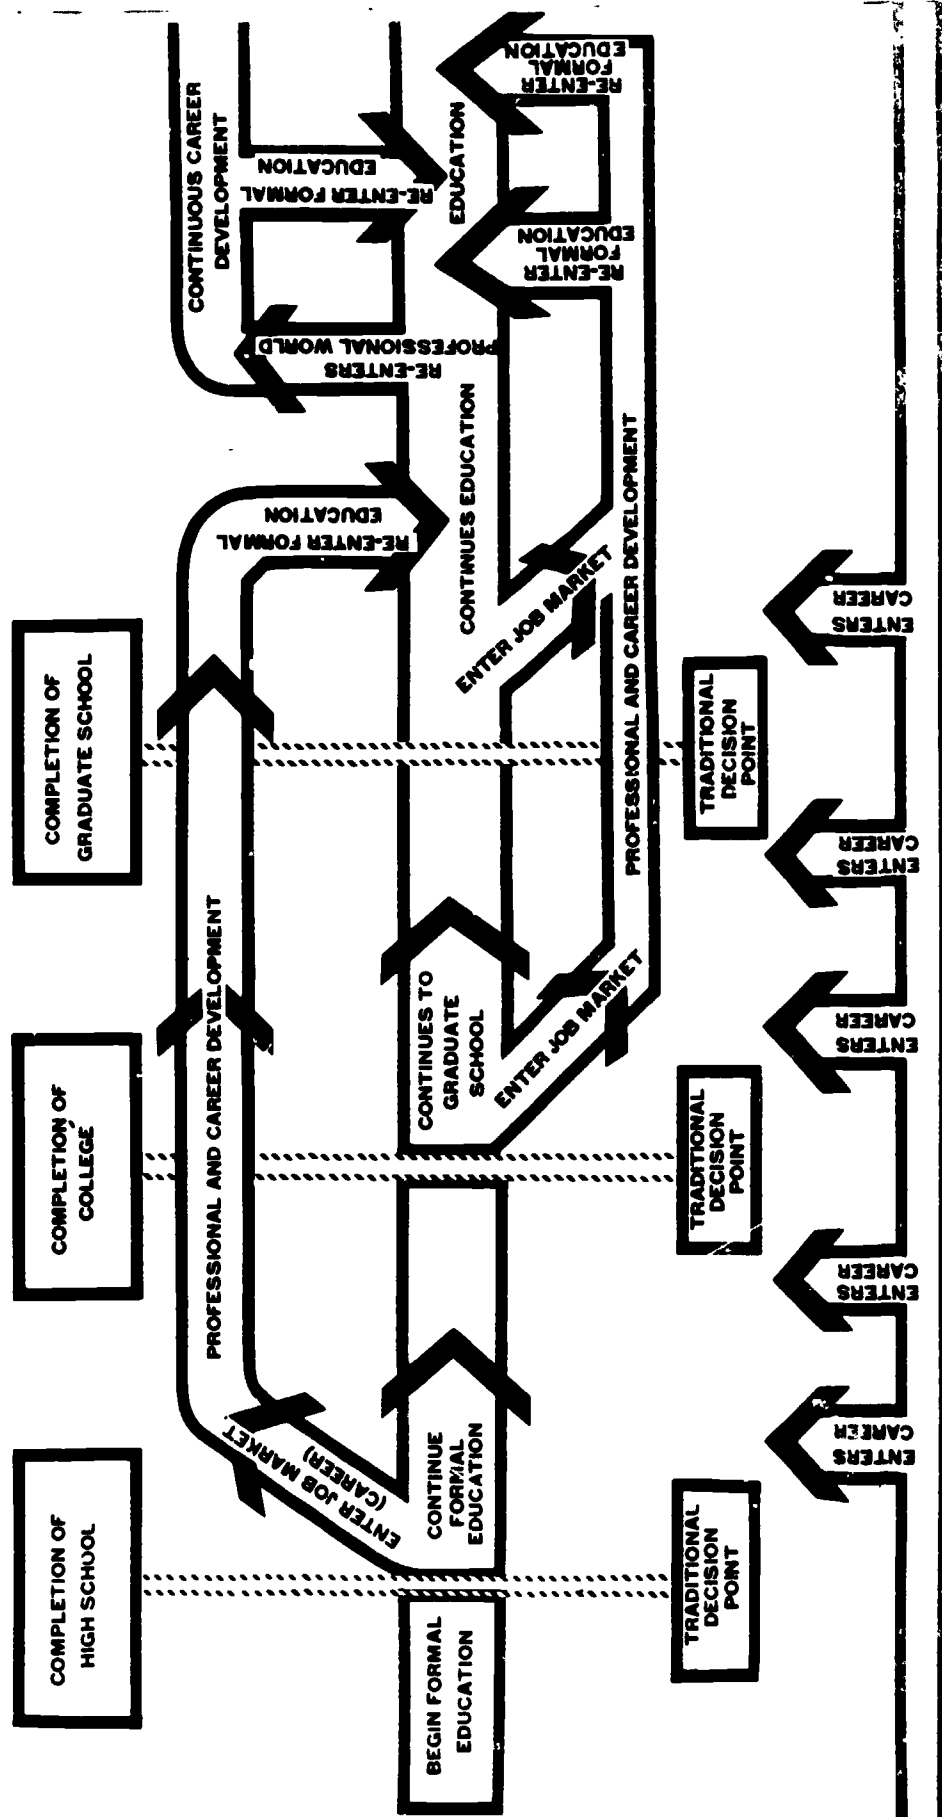 COMPLETION OF
HIGH SCHOOL
COMPLETION OF
COLLEGE
COMPLETION OF
GRADUATE SCHOOL
PROFESSIONAL AND CAREER DEVELOPMENT
ENTER JOB MARKET
(CAREER)
RE-ENTER FORMAL
EDUCATION
CONTINUOUS CAREER
DEVELOPMENT
RE-ENTERS
PROFESSIONAL WORLD
RE-ENTER FORMAL
EDUCATION
BEGIN FORMAL
EDUCATION
CONTINUE
FORMAL
EDUCATION
CONTINUES TO
GRADUATE
SCHOOL
CONTINUES EDUCATION
EDUCATION
ENTER JOB MARKET
ENTER JOB MARKET
RE-ENTER
FORMAL
EDUCATION
RE-ENTER
FORMAL
EDUCATION
PROFESSIONAL AND CAREER DEVELOPMENT
TRADITIONAL
DECISION
POINT
TRADITIONAL
DECISION
POINT
TRADITIONAL
DECISION
POINT
ENTERS
CAREER
ENTERS
CAREER
ENTERS
CAREER
ENTERS
CAREER
ENTERS
CAREER